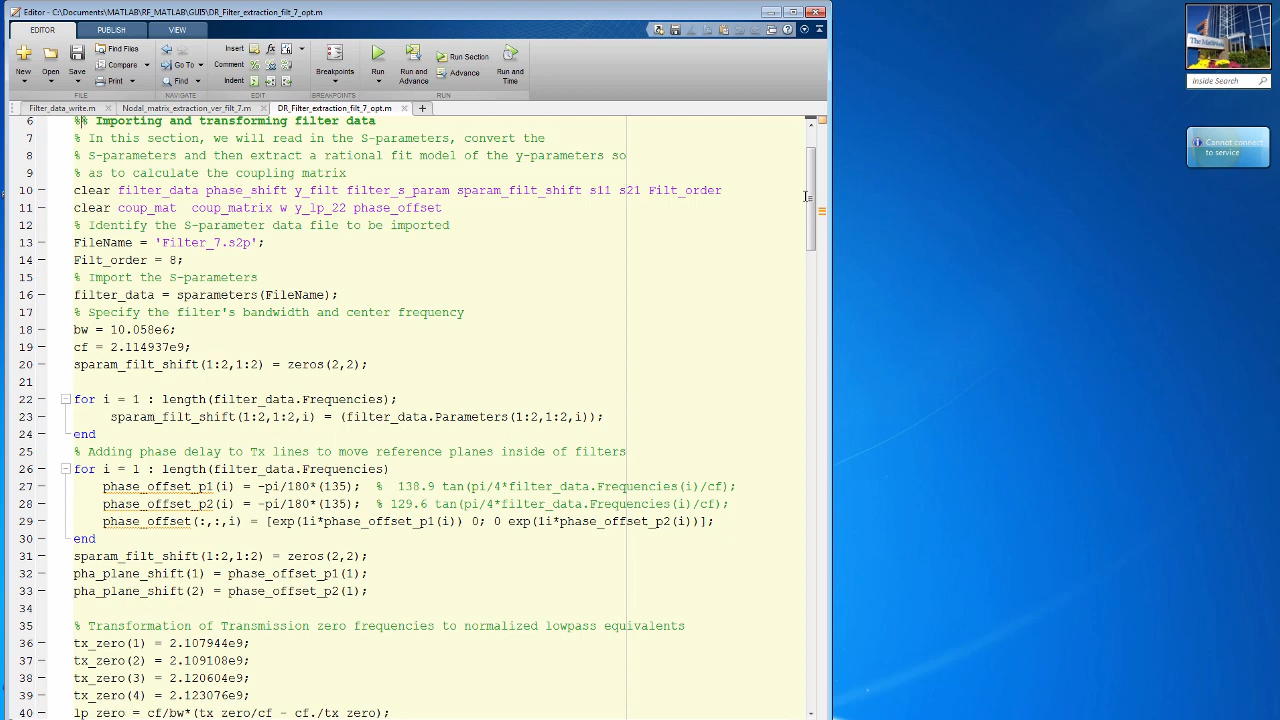 Editor - C:\Documents\MATLAB\RF_MATLAB\GUIS\DR_Filter_extraction_filt_7_opt.m
EDITOR PUBLISH VIEW
New Open Save Find Files Compare Print
Insert Comment Indent
Go To Find
Breakpoints Run Run and Advance Run Section Advance Run and Time
FILE NAVIGATE EDIT BREAKPOINTS RUN
Filter_data_write.m Nodal_matrix_extraction_ver_filt_7.m DR_Filter_extraction_filt_7_opt.m
6 %% Importing and transforming filter data
7 % In this section, we will read in the S-parameters, convert the
8 % S-parameters and then extract a rational fit model of the y-parameters so
9 % as to calculate the coupling matrix
10 clear filter_data phase_shift y_filt filter_s_param sparam_filt_shift s11 s21 Filt_order
11 clear coup_mat  coup_matrix w y_lp_22 phase_offset
12 % Identify the S-parameter data file to be imported
13 FileName = 'Filter_7.s2p';
14 Filt_order = 8;
15 % Import the S-parameters
16 filter_data = sparameters(FileName);
17 % Specify the filter's bandwidth and center frequency
18 bw = 10.058e6;
19 cf = 2.114937e9;
20 sparam_filt_shift(1:2,1:2) = zeros(2,2);
21
22 for i = 1 : length(filter_data.Frequencies);
23 sparam_filt_shift(1:2,1:2,i) = (filter_data.Parameters(1:2,1:2,i));
24 end
25 % Adding phase delay to Tx lines to move reference planes inside of filters
26 for i = 1 : length(filter_data.Frequencies)
27 phase_offset_p1(i) = -pi/180*(135);  %  138.9 tan(pi/4*filter_data.Frequencies(i)/cf);
28 phase_offset_p2(i) = -pi/180*(135);  % 129.6 tan(pi/4*filter_data.Frequencies(i)/cf);
29 phase_offset(:,:,i) = [exp(1i*phase_offset_p1(i)) 0; 0 exp(1i*phase_offset_p2(i))];
30 end
31 sparam_filt_shift(1:2,1:2) = zeros(2,2);
32 pha_plane_shift(1) = phase_offset_p1(1);
33 pha_plane_shift(2) = phase_offset_p2(1);
34
35 % Transformation of Transmission zero frequencies to normalized lowpass equivalents
36 tx_zero(1) = 2.107944e9;
37 tx_zero(2) = 2.109108e9;
38 tx_zero(3) = 2.120604e9;
39 tx_zero(4) = 2.123076e9;
40 lp_zero = cf/bw*(tx_zero/cf - cf./tx_zero);
The MathWorks
Inside Search
Cannot connect
to service